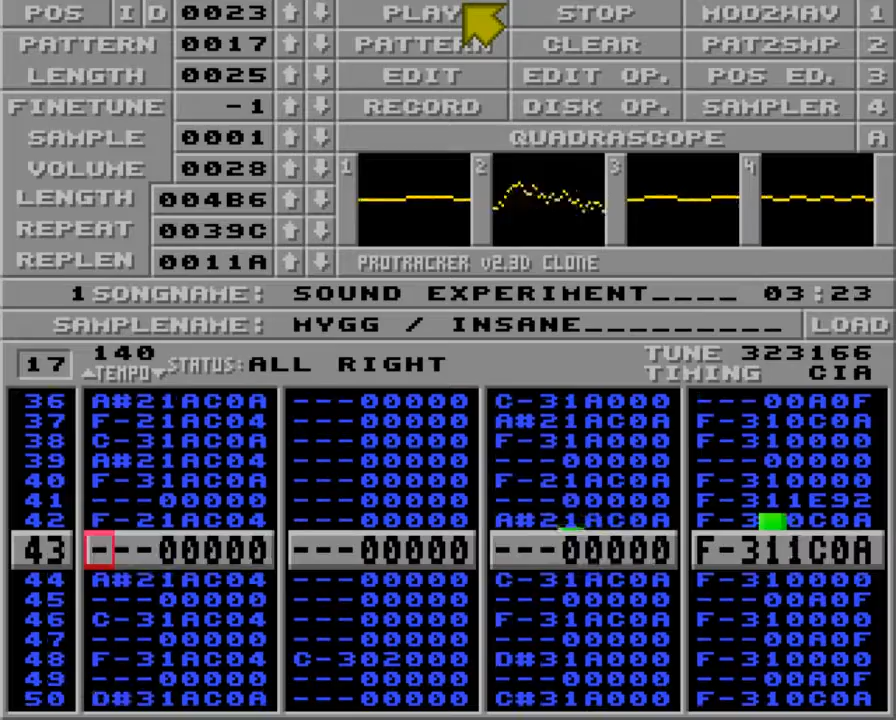 POS I D 0023 PLAY STOP MOD2WAV 1
PATTERN 0017 PATTERN CLEAR PAT2SMP 2
LENGTH 0025 EDIT EDIT OP. POS ED. 3
FINETUNE -1 RECORD DISK OP. SAMPLER 4
SAMPLE 0001 QUADRASCOPE A
VOLUME 0028 1 2 3 4
LENGTH 004B6
REPEAT 0039C
REPLEN 0011A PROTRACKER v2.3D CLONE
1 SONGNAME: SOUND EXPERIMENT____ 03:23
SAMPLENAME: MYGG / INSANE_________ LOAD
17 140 TEMPO STATUS: ALL RIGHT TUNE 323166
TIMING CIA
36 A#21AC0A ---00000 C-31A000 ---00A0F
37 F-21AC04 ---00000 A#21AC0A F-310C0A
38 C-31AC0A ---00000 F-31A000 F-310000
39 A#21AC04 ---00000 ---00000 ---00000
40 F-31AC0A ---00000 F-21A000 F-310000
41 ---00000 ---00000 ---00000 F-311E92
42 F-21AC04 ---00000 A#21AC0A F-310C0A
43 ---00000 ---00000 ---00000 F-311C0A
44 A#21AC04 ---00000 C-31AC0A F-310000
45 ---00000 ---00000 ---00000 ---00A0F
46 C-31AC04 ---00000 F-31AC0A F-310000
47 ---00000 ---00000 ---00000 ---00A0F
48 F-31AC04 C-302000 D#31A000 F-310000
49 ---00000 ---00000 ---00000 ---00A0F
50 D#31AC0A ---00000 C#31A000 F-310C0A